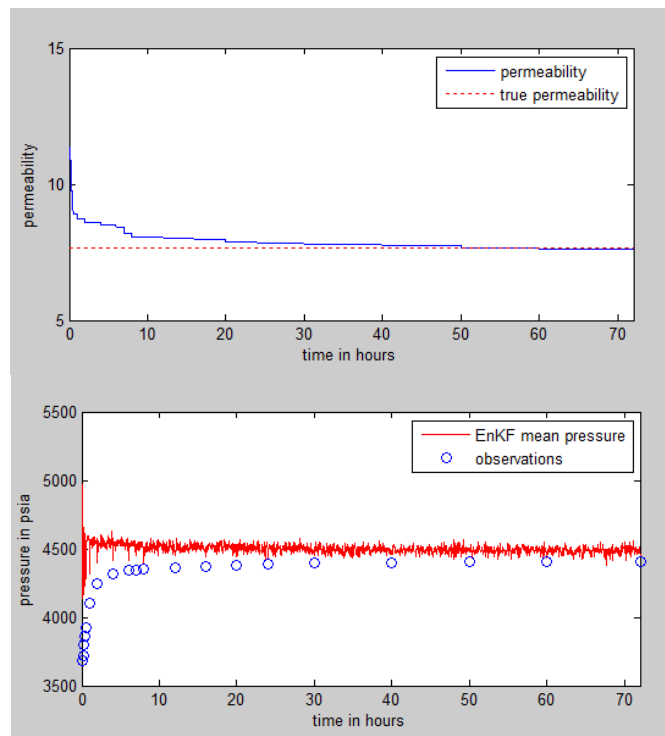 15
10
5
permeability
permeability
true permeability
0 10 20 30 40 50 60 70
time in hours
5500
5000
4500
4000
3500
pressure in psia
EnKF mean pressure
observations
0 10 20 30 40 50 60 70
time in hours